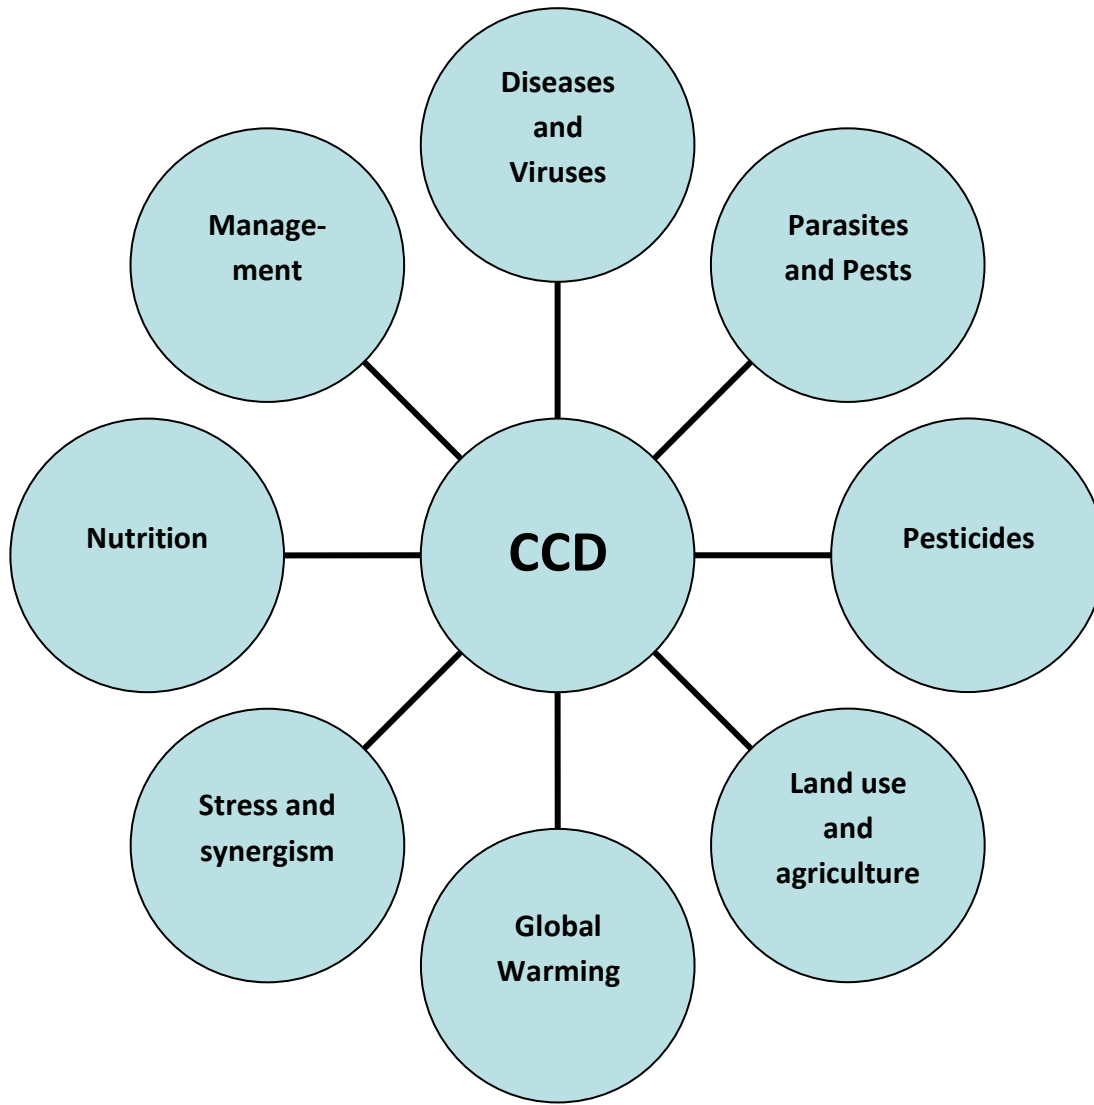 Diseases
and
Viruses
Manage-
ment
Parasites
and Pests
Nutrition
CCD
Pesticides
Stress and
synergism
Land use
and
agriculture
Global
Warming